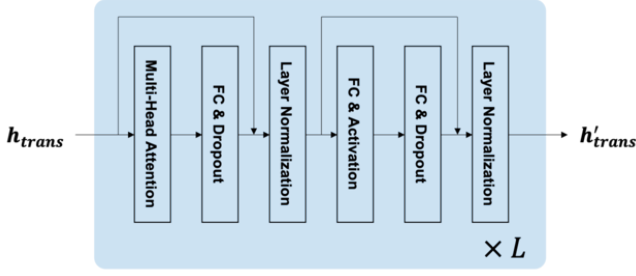 h_trans
Multi-Head Attention
FC & Dropout
Layer Normalization
FC & Activation
FC & Dropout
Layer Normalization
h'_trans
× L